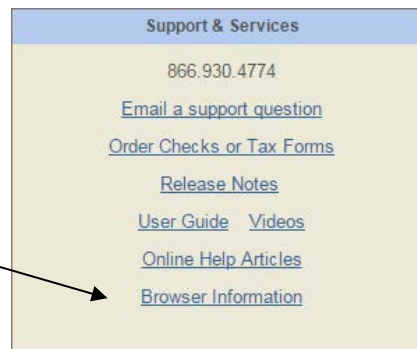 Support & Services
866.930.4774
Email a support question
Order Checks or Tax Forms
Release Notes
User Guide Videos
Online Help Articles
Browser Information